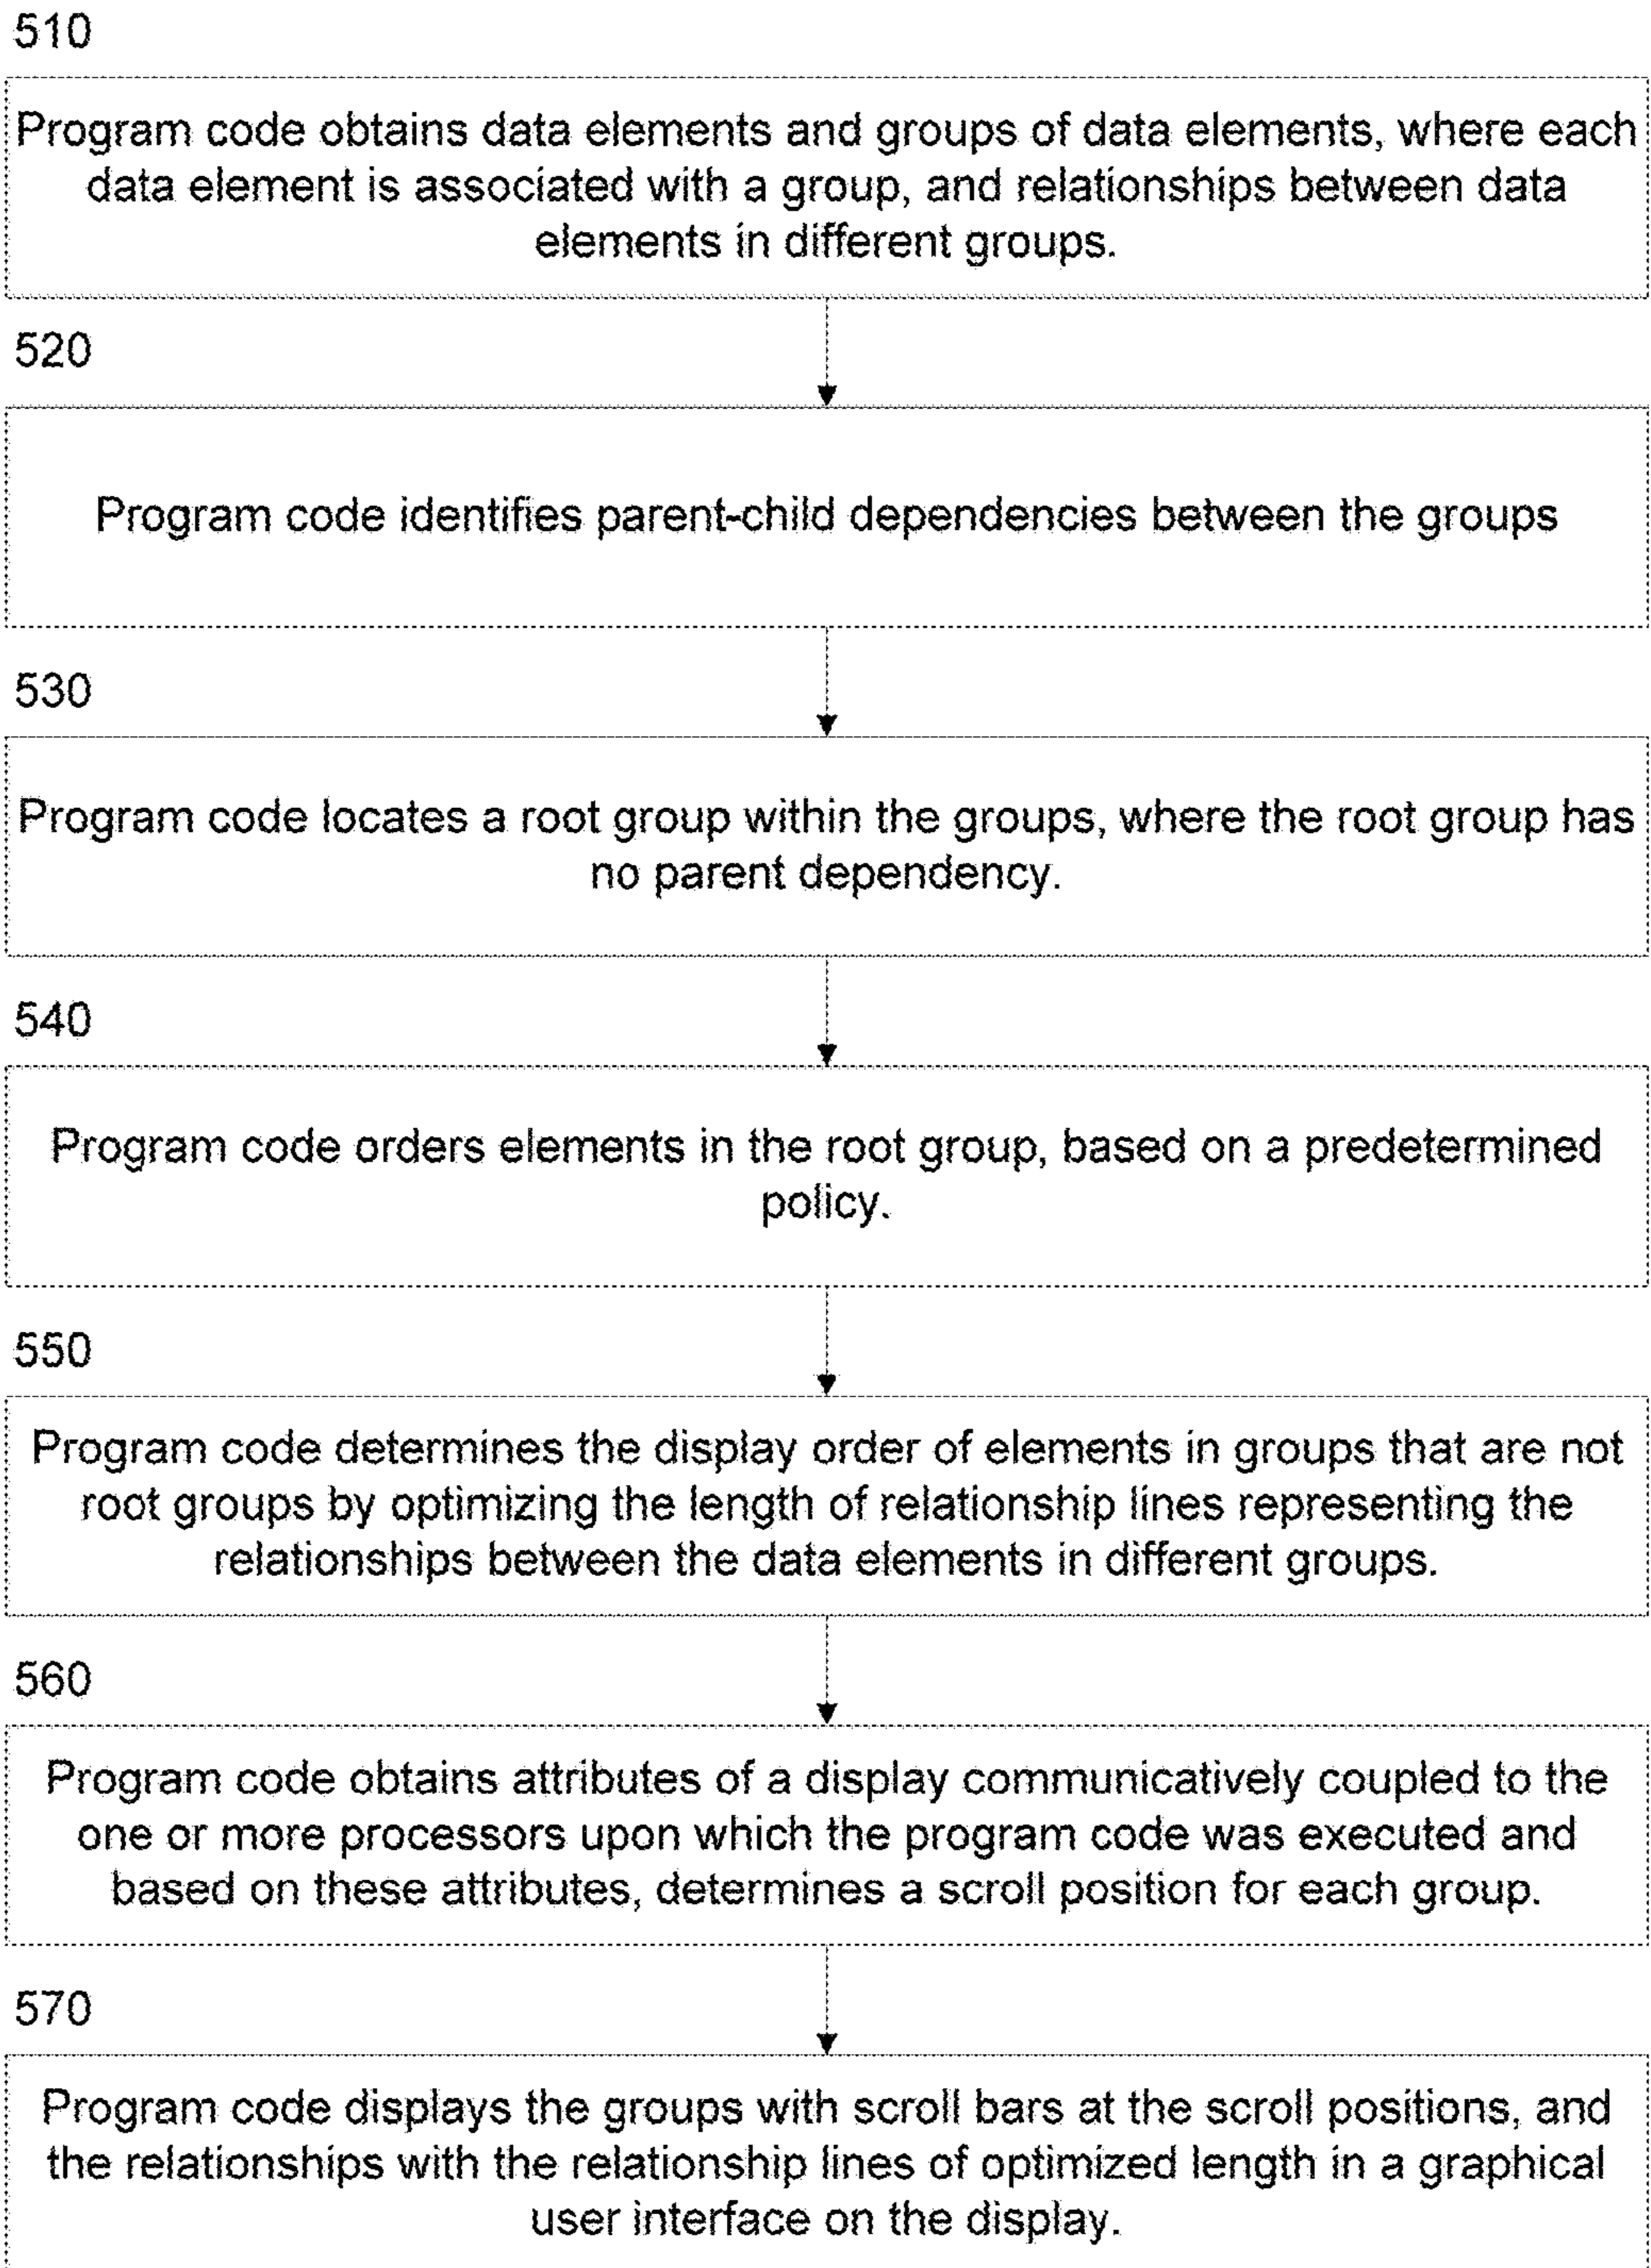 510
Program code obtains data elements and groups of data elements, where each
data element is associated with a group, and relationships between data
elements in different groups.
520
Program code identifies parent-child dependencies between the groups
530
Program code locates a root group within the groups, where the root group has
no parent dependency.
540
Program code orders elements in the root group, based on a predetermined
policy.
550
Program code determines the display order of elements in groups that are not
root groups by optimizing the length of relationship lines representing the
relationships between the data elements in different groups.
560
Program code obtains attributes of a display communicatively coupled to the
one or more processors upon which the program code was executed and
based on these attributes, determines a scroll position for each group.
570
Program code displays the groups with scroll bars at the scroll positions, and
the relationships with the relationship lines of optimized length in a graphical
user interface on the display.